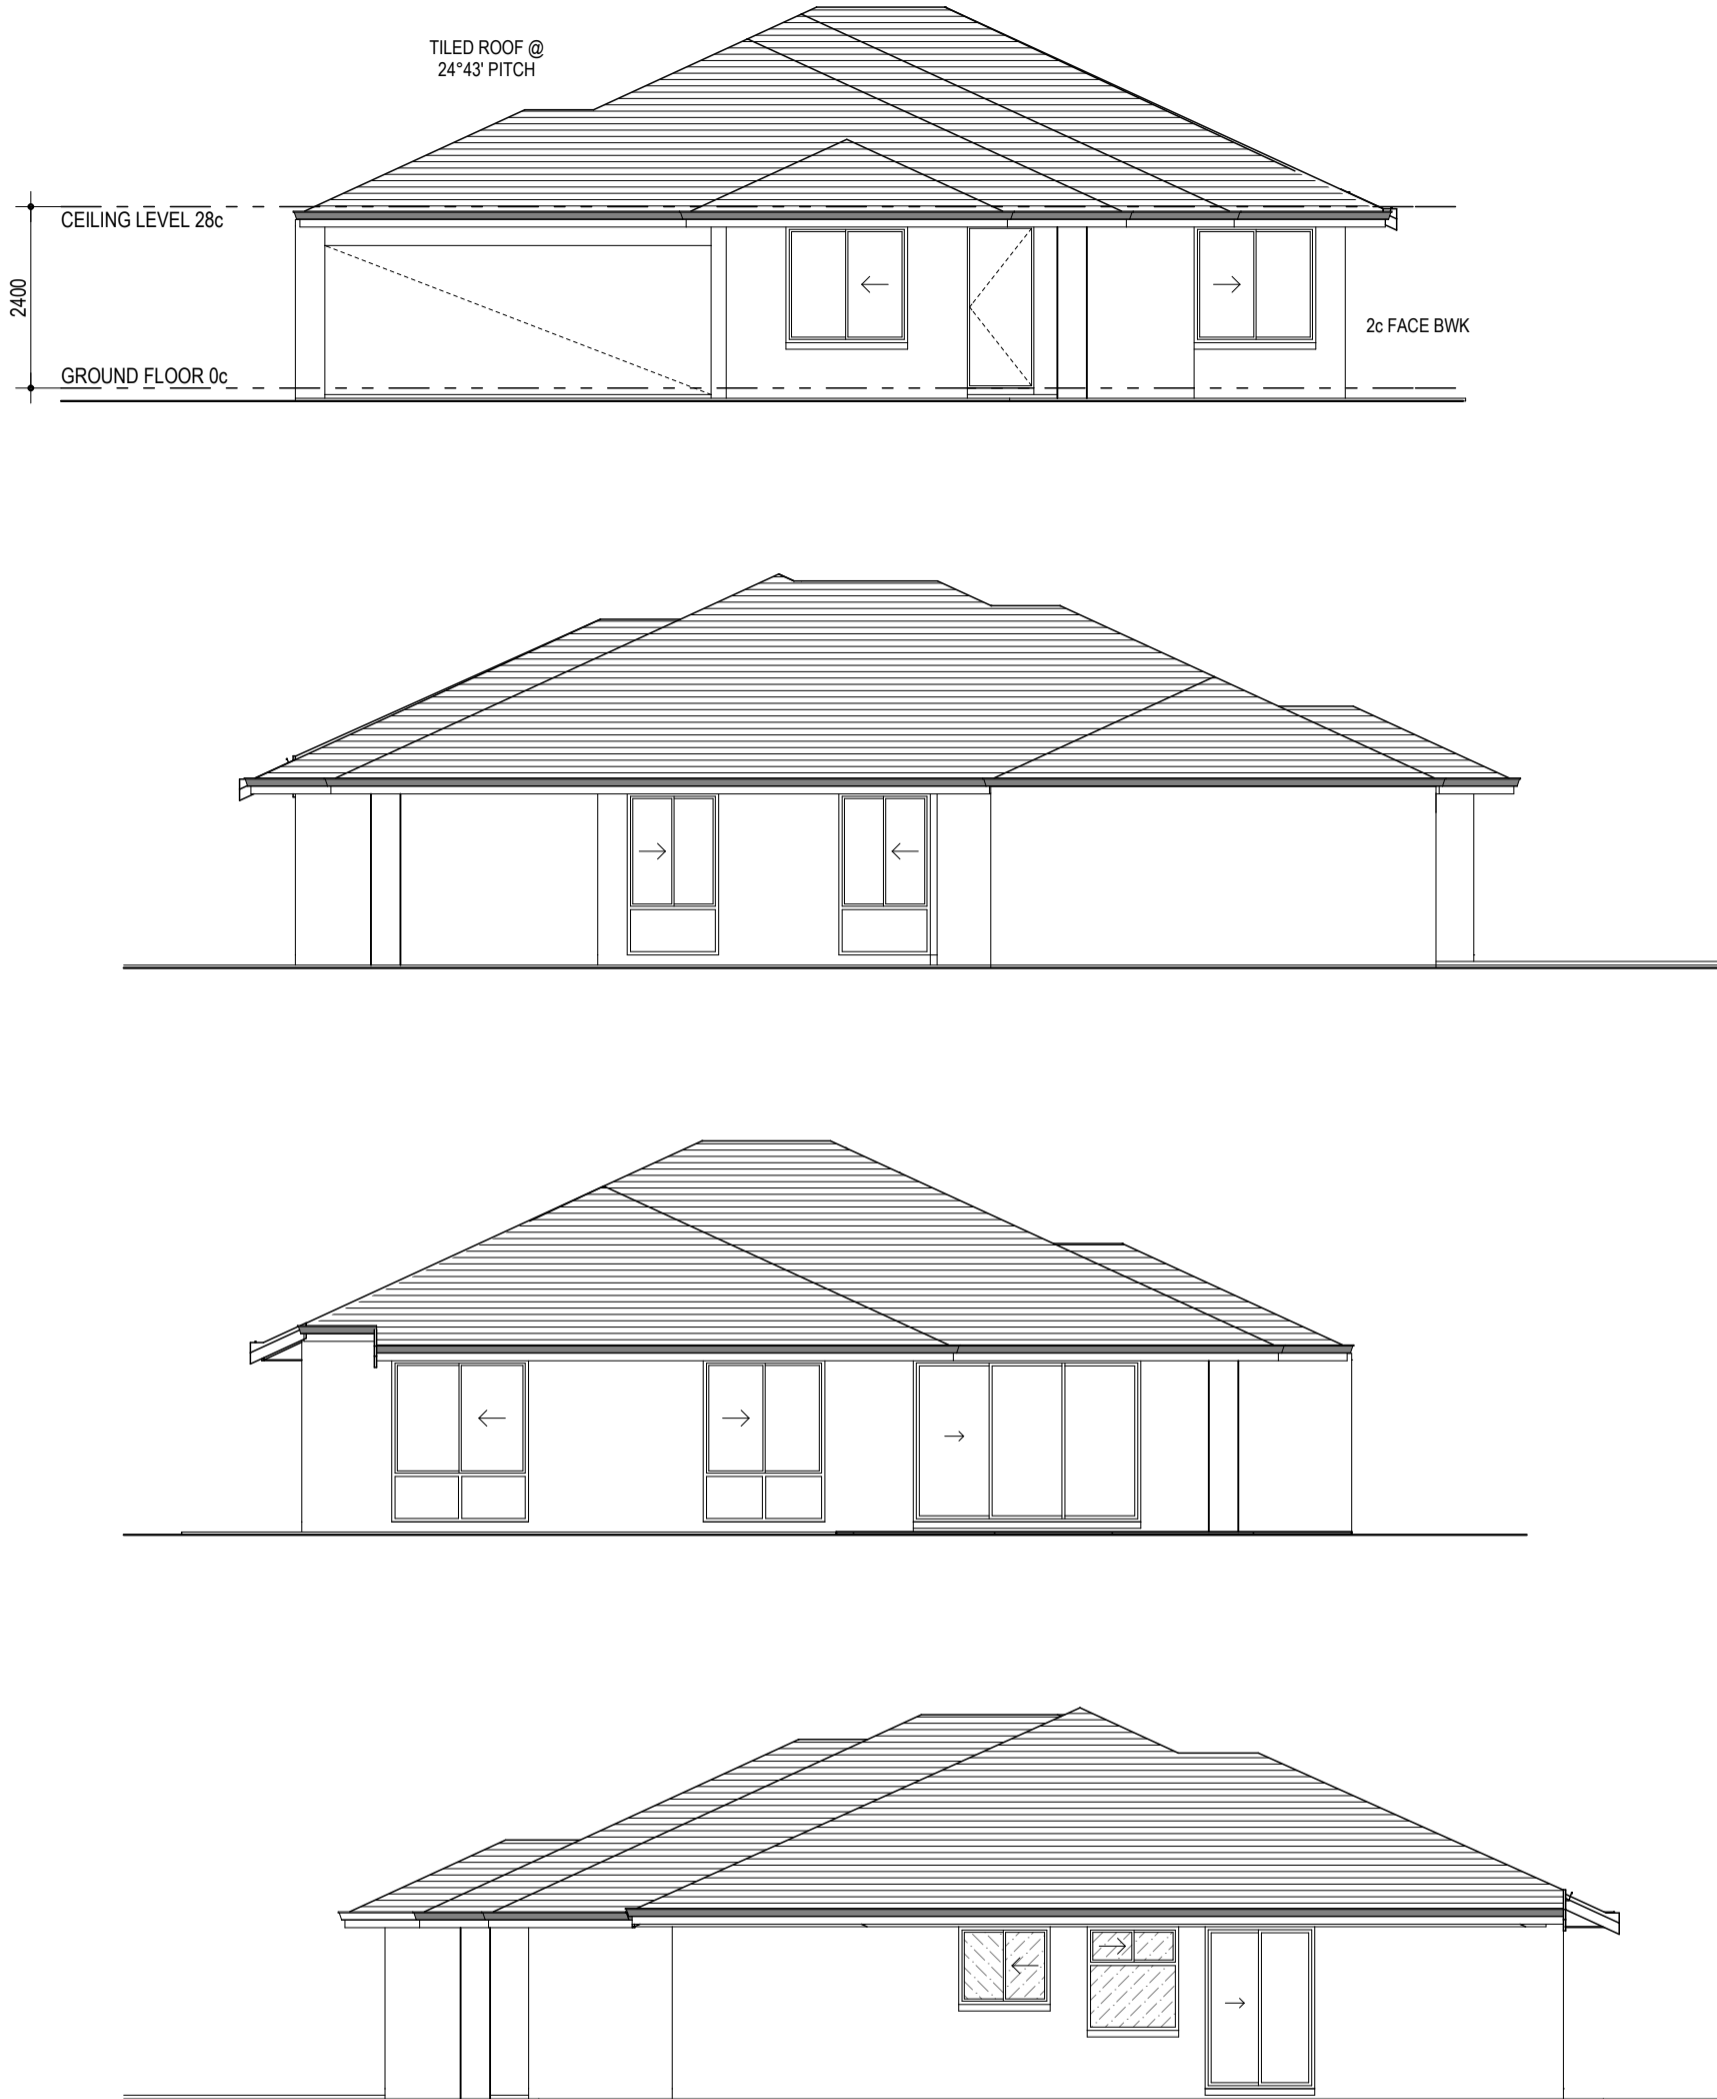 TILED ROOF @
24°43' PITCH
CEILING LEVEL 28c
2400
2c FACE BWK
GROUND FLOOR 0c